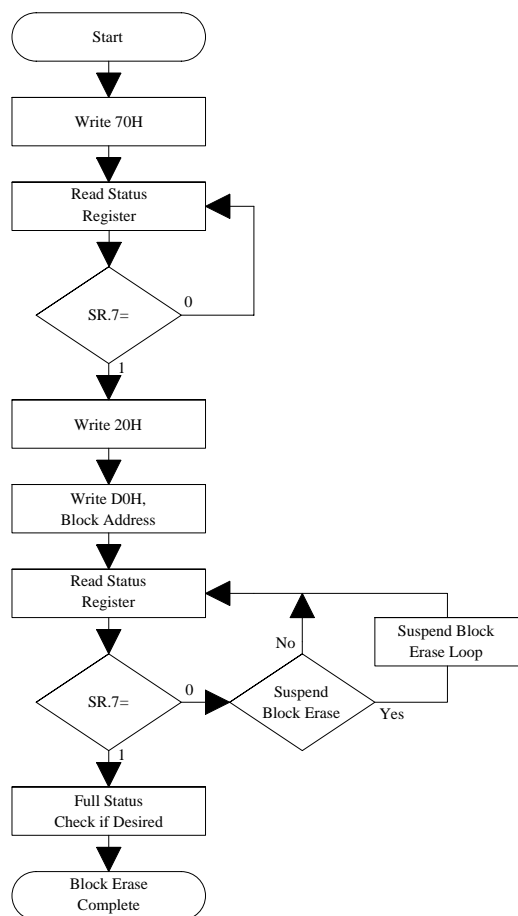 Start
Write 70H
Read Status
Register
SR.7=
0
1
Write 20H
Write D0H,
Block Address
Read Status
Register
SR.7=
0
1
No
Suspend
Block Erase
Yes
Suspend Block
Erase Loop
Full Status
Check if Desired
Block Erase
Complete